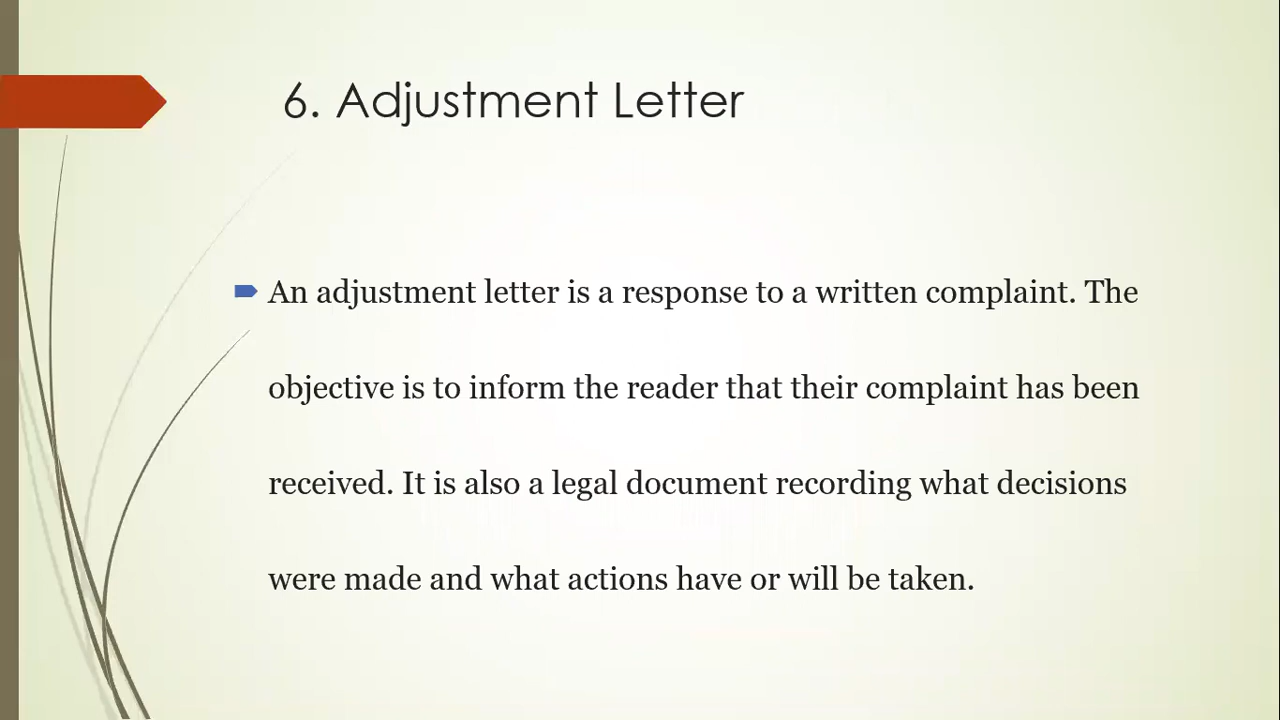 6. Adjustment Letter
An adjustment letter is a response to a written complaint. The
objective is to inform the reader that their complaint has been
received. It is also a legal document recording what decisions
were made and what actions have or will be taken.